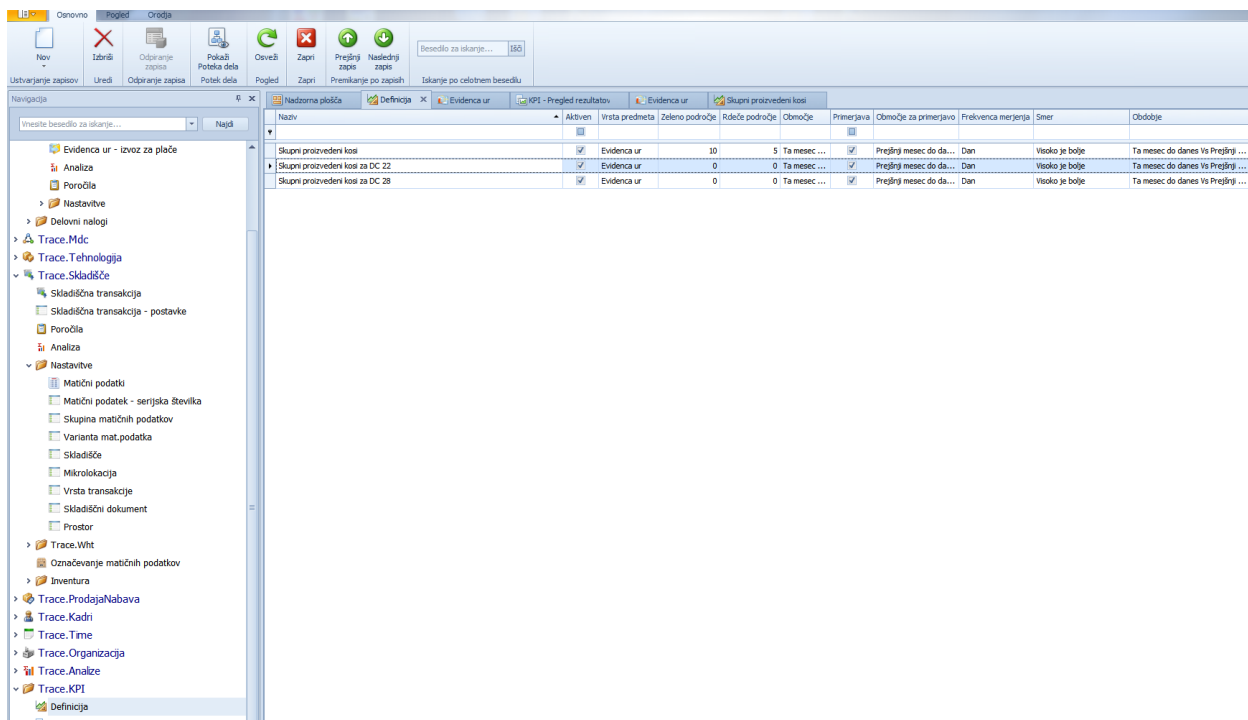 Osnovno Pogled Orodja
Nov Izbriši Odpiranje zapisa Pokaži Poteka dela Osveži Zapri Prejšnji zapis Naslednji zapis Besedilo za iskanje... Išči
Ustvarjanje zapisov Uredi Odpiranje zapisa Potek dela Pogled Zapri Premikanje po zapisih Iskanje po celotnem besedilu
Navigacija
Vnesite besedilo za iskanje... Najdi
Evidenca ur - izvoz za plače
Analiza
Poročila
Nastavitve
Delovni nalogi
Trace.Mdc
Trace.Tehnologija
Trace.Skladišče
Skladiščna transakcija
Skladiščna transakcija - postavke
Poročila
Analiza
Nastavitve
Matični podatki
Matični podatek - serijska številka
Skupina matičnih podatkov
Varianta mat.podatka
Skladišče
Mikrolokacija
Vrsta transakcije
Skladiščni dokument
Prostor
Trace.Wht
Označevanje matičnih podatkov
Inventura
Trace.ProdajaNabava
Trace.Kadri
Trace.Time
Trace.Organizacija
Trace.Analize
Trace.KPI
Definicija
Nadzorna plošča Definicija Evidenca ur KPI - Pregled rezultatov Evidenca ur Skupni proizvedeni kosi
Naziv Aktiven Vrsta predmeta Zeleno področje Rdeče področje Območje Primerjava Območje za primerjavo Frekvenca merjenja Smer Obdobje
Skupni proizvedeni kosi Evidenca ur 10 5 Ta mesec ... Prejšnji mesec do da... Dan Visoko je bolje Ta mesec do danes Vs Prejšnji ...
Skupni proizvedeni kosi za DC 22 Evidenca ur 0 0 Ta mesec ... Prejšnji mesec do da... Dan Visoko je bolje Ta mesec do danes Vs Prejšnji ...
Skupni proizvedeni kosi za DC 28 Evidenca ur 0 0 Ta mesec ... Prejšnji mesec do da... Dan Visoko je bolje Ta mesec do danes Vs Prejšnji ...